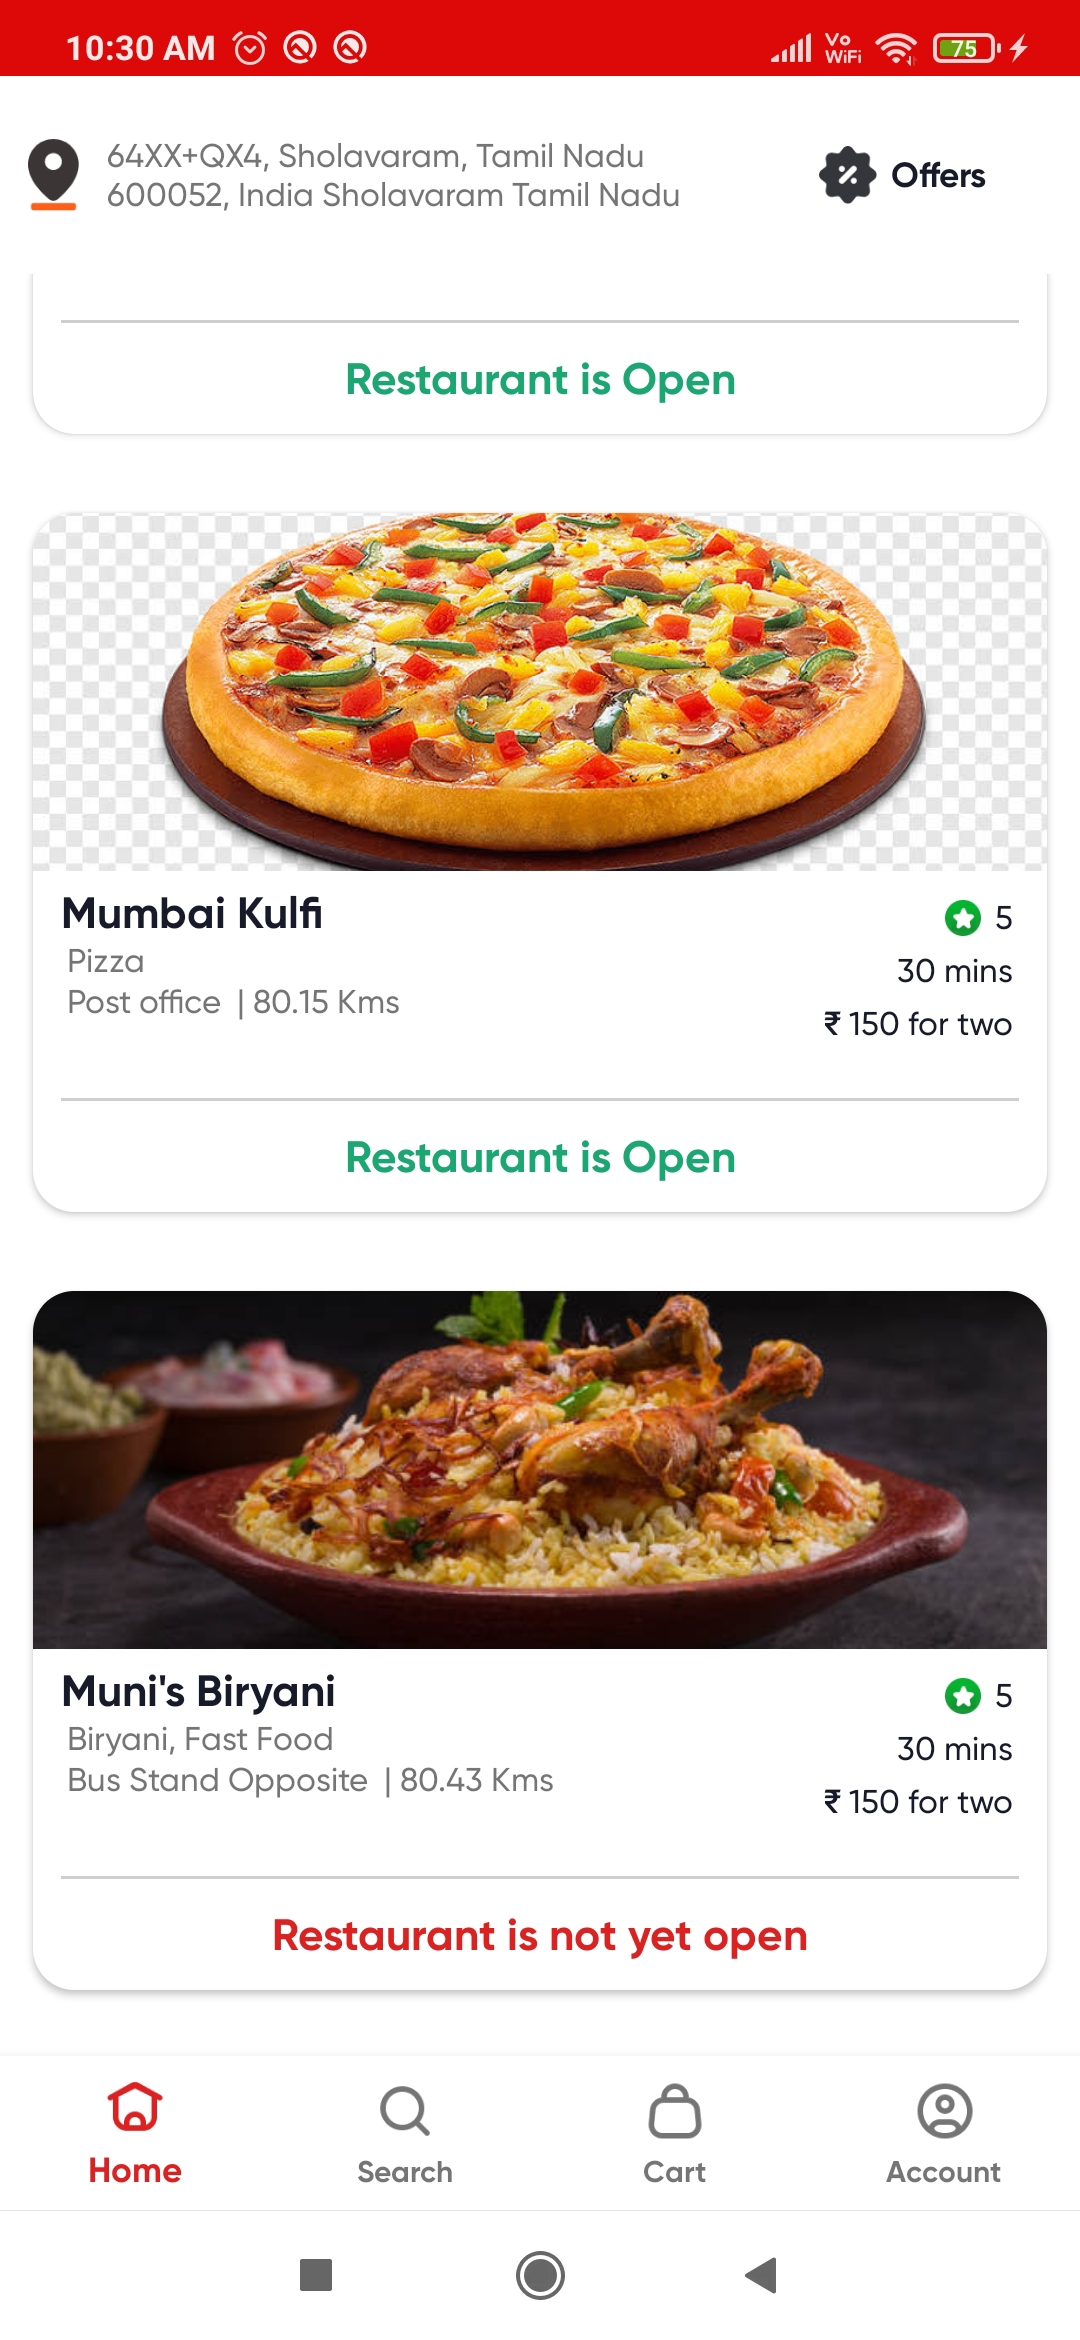 10:30 AM
Vo
WiFi
75
64XX+QX4, Sholavaram, Tamil Nadu
600052, India Sholavaram Tamil Nadu
Offers
Restaurant is Open
Mumbai Kulfi
5
Pizza
30 mins
Post office | 80.15 Kms
₹ 150 for two
Restaurant is Open
Muni's Biryani
5
Biryani, Fast Food
30 mins
Bus Stand Opposite | 80.43 Kms
₹ 150 for two
Restaurant is not yet open
Home
Search
Cart
Account